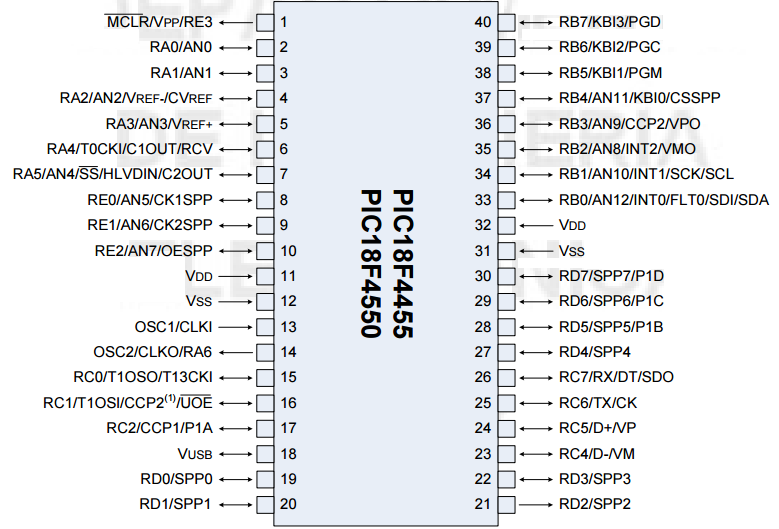 MCLR/VPP/RE3 1 40 RB7/KBI3/PGD
RA0/AN0 2 39 RB6/KBI2/PGC
RA1/AN1 3 38 RB5/KBI1/PGM
RA2/AN2/VREF-/CVREF 4 37 RB4/AN11/KBI0/CSSPP
RA3/AN3/VREF+ 5 36 RB3/AN9/CCP2/VPO
RA4/T0CKI/C1OUT/RCV 6 35 RB2/AN8/INT2/VMO
RA5/AN4/SS/HLVDIN/C2OUT 7 34 RB1/AN10/INT1/SCK/SCL
RE0/AN5/CK1SPP 8 33 RB0/AN12/INT0/FLT0/SDI/SDA
RE1/AN6/CK2SPP 9 32 VDD
RE2/AN7/OESPP 10 31 VSS
VDD 11 30 RD7/SPP7/P1D
VSS 12 29 RD6/SPP6/P1C
OSC1/CLKI 13 28 RD5/SPP5/P1B
OSC2/CLKO/RA6 14 27 RD4/SPP4
RC0/T1OSO/T13CKI 15 26 RC7/RX/DT/SDO
RC1/T1OSI/CCP2(1)/UOE 16 25 RC6/TX/CK
RC2/CCP1/P1A 17 24 RC5/D+/VP
VUSB 18 23 RC4/D-/VM
RD0/SPP0 19 22 RD3/SPP3
RD1/SPP1 20 21 RD2/SPP2
PIC18F4455
PIC18F4550